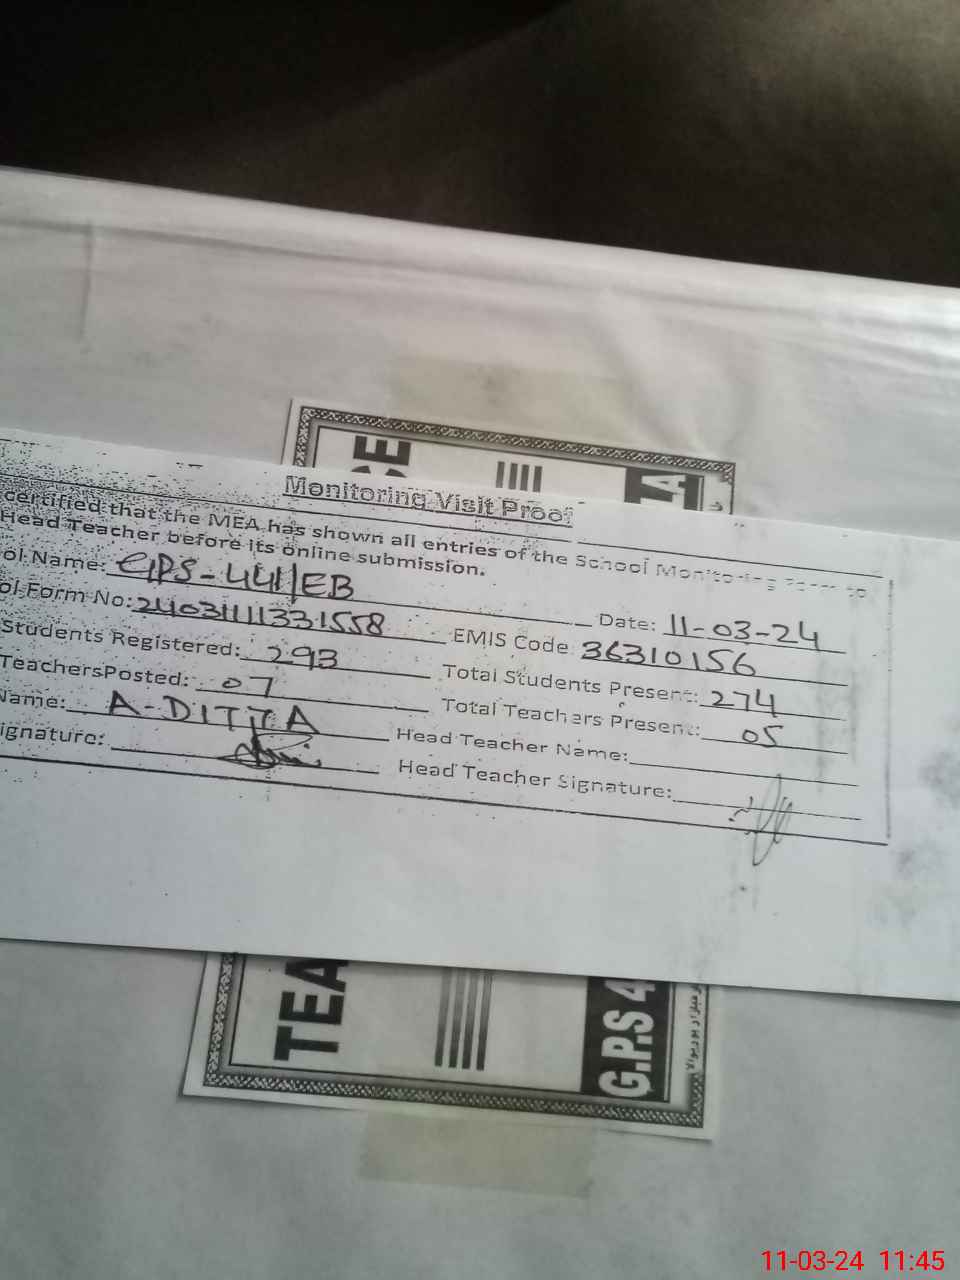 Monitoring Visit Proof
certified that the MEA has shown all entries of the School Monitoring Form to
Head Teacher before its online submission.
ol Name: GPS-441/EB Date: 11-03-24
ol Form No: 24031111331558 EMIS Code 36310156
Students Registered: 293 Total Students Present: 274
TeachersPosted: 07 Total Teachers Present: 05
Name: A-DITTA Head Teacher Name:
ignature: Head Teacher Signature:
TEA
G.P.S 4
11-03-24 11:45